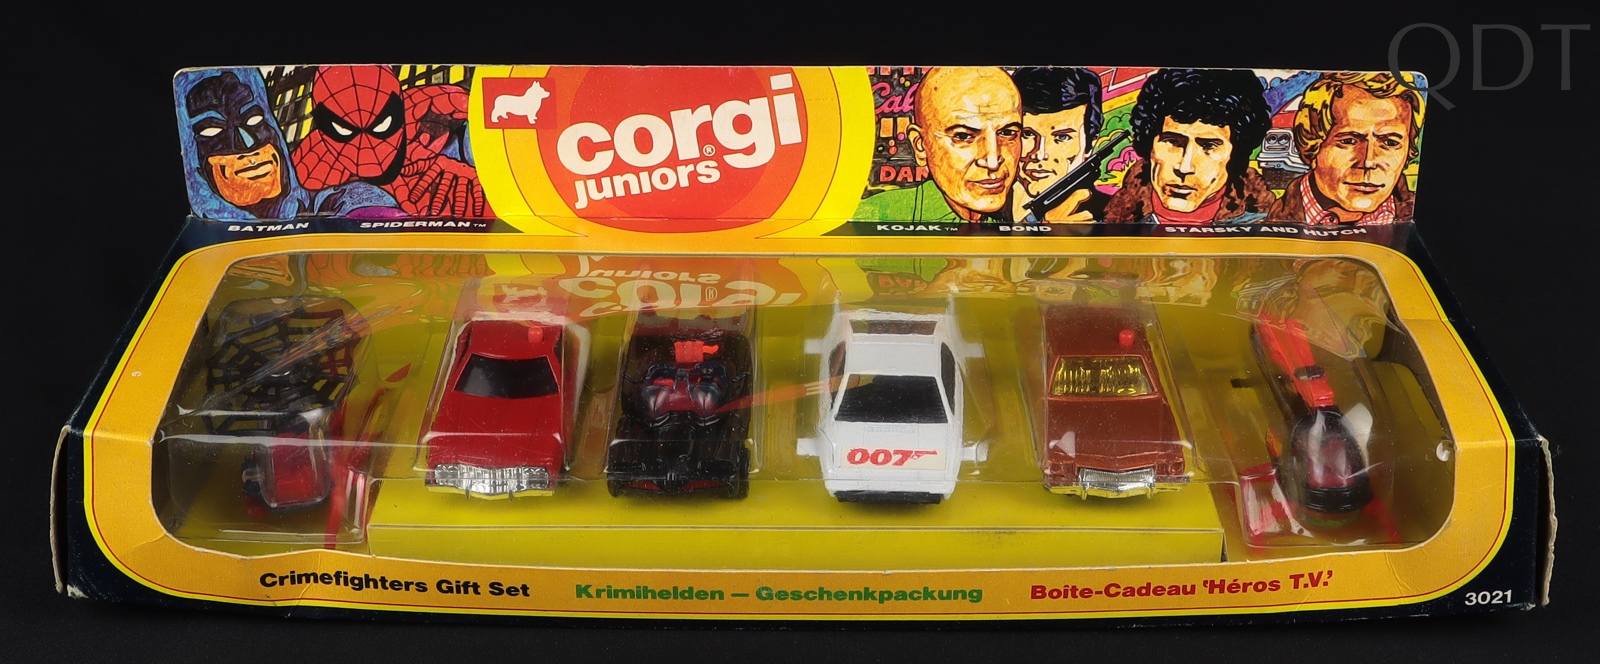 QDT
corgi®
juniors
BATMAN
SPIDERMAN™
KOJAK™
BOND
STARSKY AND HUTCH
007
Crimefighters Gift Set
Krimihelden – Geschenkpackung
Boîte-Cadeau 'Héros T.V.'
3021